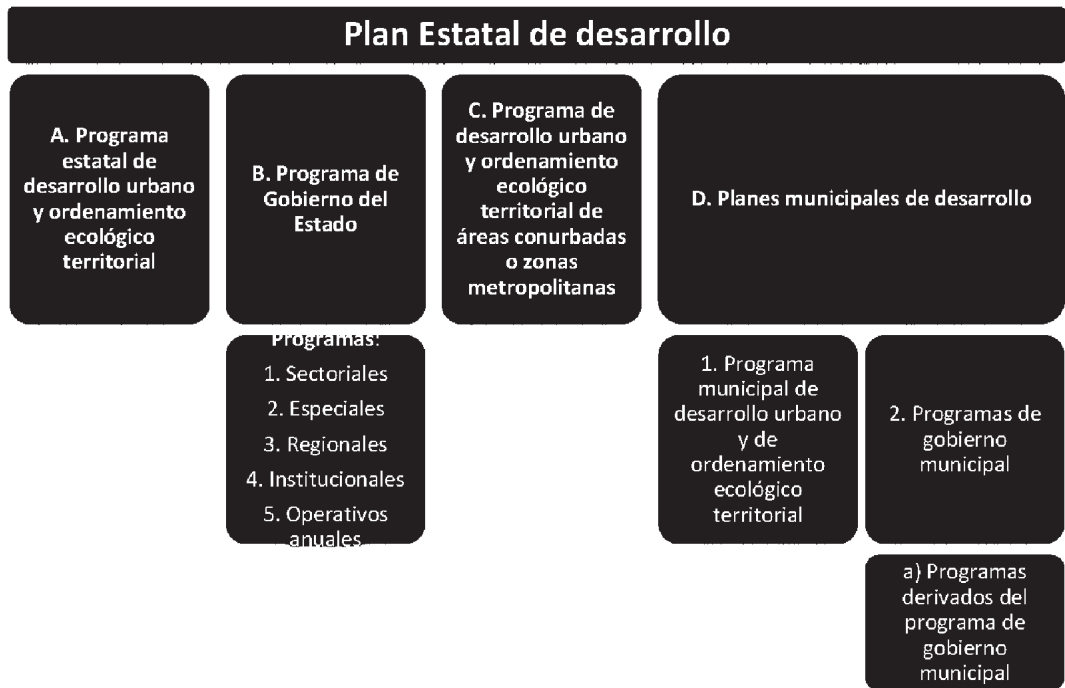 Plan Estatal de desarrollo
A. Programa
estatal de
desarrollo urbano
y ordenamiento
ecológico
territorial
B. Programa de
Gobierno del
Estado
C. Programa de
desarrollo urbano
y ordenamiento
ecológico
territorial de
áreas conurbadas
o zonas
metropolitanas
D. Planes municipales de desarrollo
Programas:
1. Sectoriales
2. Especiales
3. Regionales
4. Institucionales
5. Operativos
anuales
1. Programa
municipal de
desarrollo urbano
y de
ordenamiento
ecológico
territorial
2. Programas de
gobierno
municipal
a) Programas
derivados del
programa de
gobierno
municipal